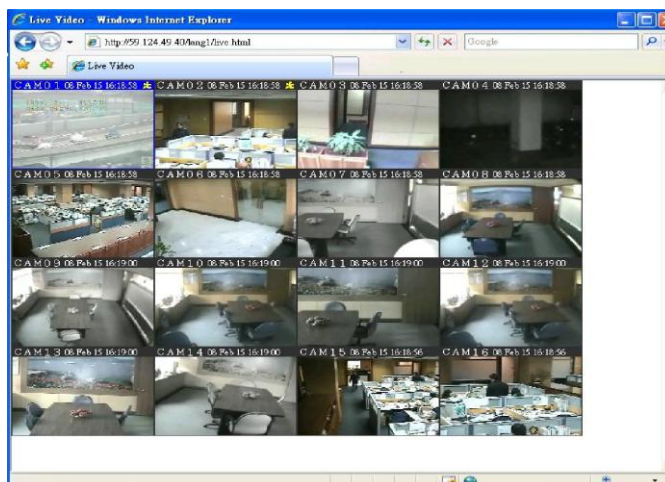 Live Video - Windows Internet Explorer
http://59.124.49.40/lang1/live.html
Google
Live Video
CAM01 08 Feb 15 16:18:58 CAM02 08 Feb 15 16:18:58 CAM03 08 Feb 15 16:18:58 CAM04 08 Feb 15 16:18:58
CAM05 08 Feb 15 16:18:58 CAM06 08 Feb 15 16:18:58 CAM07 08 Feb 15 16:18:58 CAM08 08 Feb 15 16:18:58
CAM09 08 Feb 15 16:19:00 CAM10 08 Feb 15 16:19:00 CAM11 08 Feb 15 16:19:00 CAM12 08 Feb 15 16:19:00
CAM13 08 Feb 15 16:19:00 CAM14 08 Feb 15 16:19:00 CAM15 08 Feb 15 16:18:56 CAM16 08 Feb 15 16:18:56